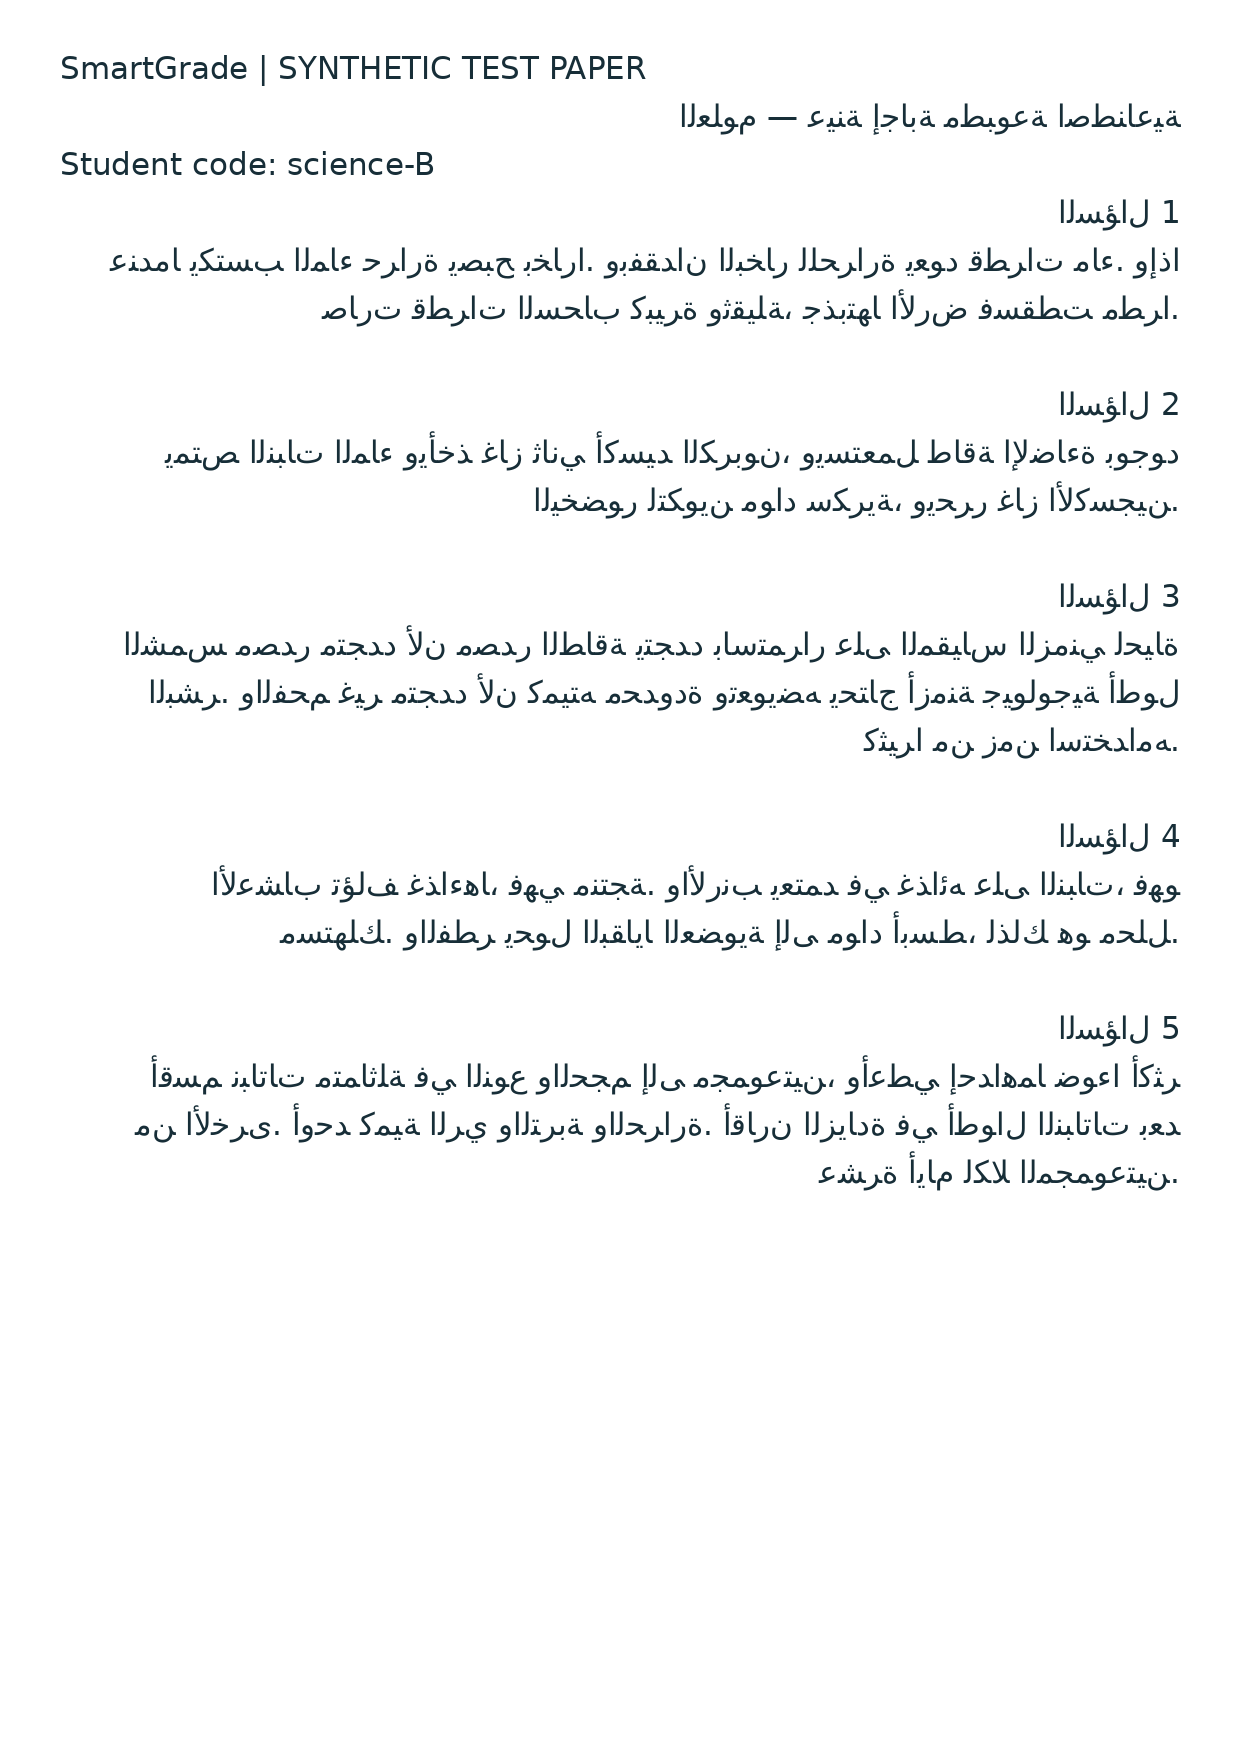 SmartGrade | SYNTHETIC TEST PAPER
العلوم — عينة إجابة مطبوعة اصطناعية
Student code: science-B
السؤال 1
عندما يكتسب الماء حرارة يصبح بخارا. وبفقدان البخار للحرارة يعود قطرات ماء. وإذا
صارت قطرات السحاب كبيرة وثقيلة، جذبتها الأرض فسقطت مطرا.
السؤال 2
يمتص النبات الماء ويأخذ غاز ثاني أكسيد الكربون، ويستعمل طاقة الإضاءة بوجود
اليخضور لتكوين مواد سكرية، ويحرر غاز الأكسجين.
السؤال 3
الشمس مصدر متجدد لأن مصدر الطاقة يتجدد باستمرار على المقياس الزمني لحياة
البشر. والفحم غير متجدد لأن كميته محدودة وتعويضه يحتاج أزمنة جيولوجية أطول
كثيرا من زمن استخدامه.
السؤال 4
الأعشاب تؤلف غذاءها، فهي منتجة. والأرنب يعتمد في غذائه على النبات، فهو
مستهلك. والفطر يحول البقايا العضوية إلى مواد أبسط، لذلك هو محلل.
السؤال 5
أقسم نباتات متماثلة في النوع والحجم إلى مجموعتين، وأعطي إحداهما ضوءا أكثر
من الأخرى. أوحد كمية الري والتربة والحرارة. أقارن الزيادة في أطوال النباتات بعد
عشرة أيام لكلا المجموعتين.